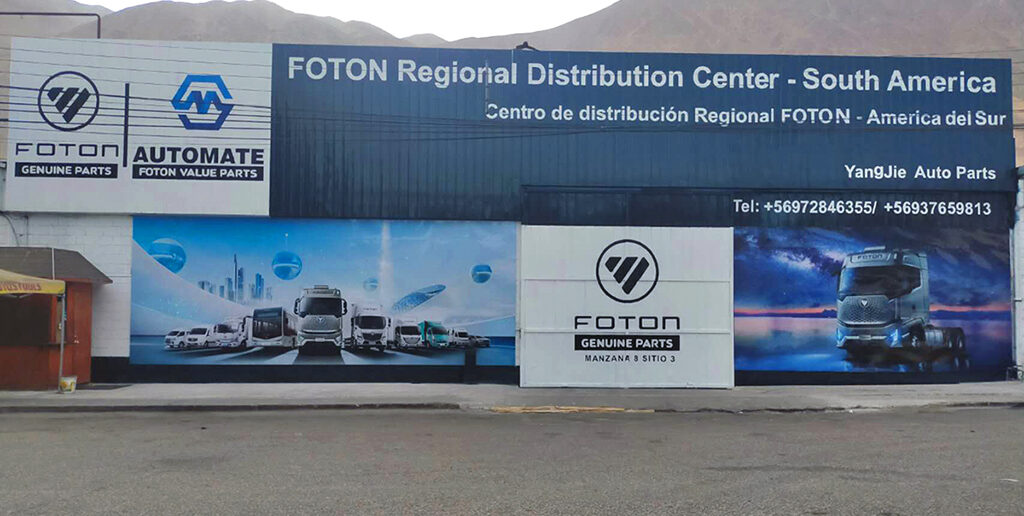 FOTON Regional Distribution Center - South America
Centro de distribución Regional FOTON - America del Sur
YangJie Auto Parts
Tel: +56972846355/ +56937659813
FOTON
GENUINE PARTS
AUTOMATE
FOTON VALUE PARTS
FOTON
GENUINE PARTS
MANZANA 8 SITIO 3
FOTON